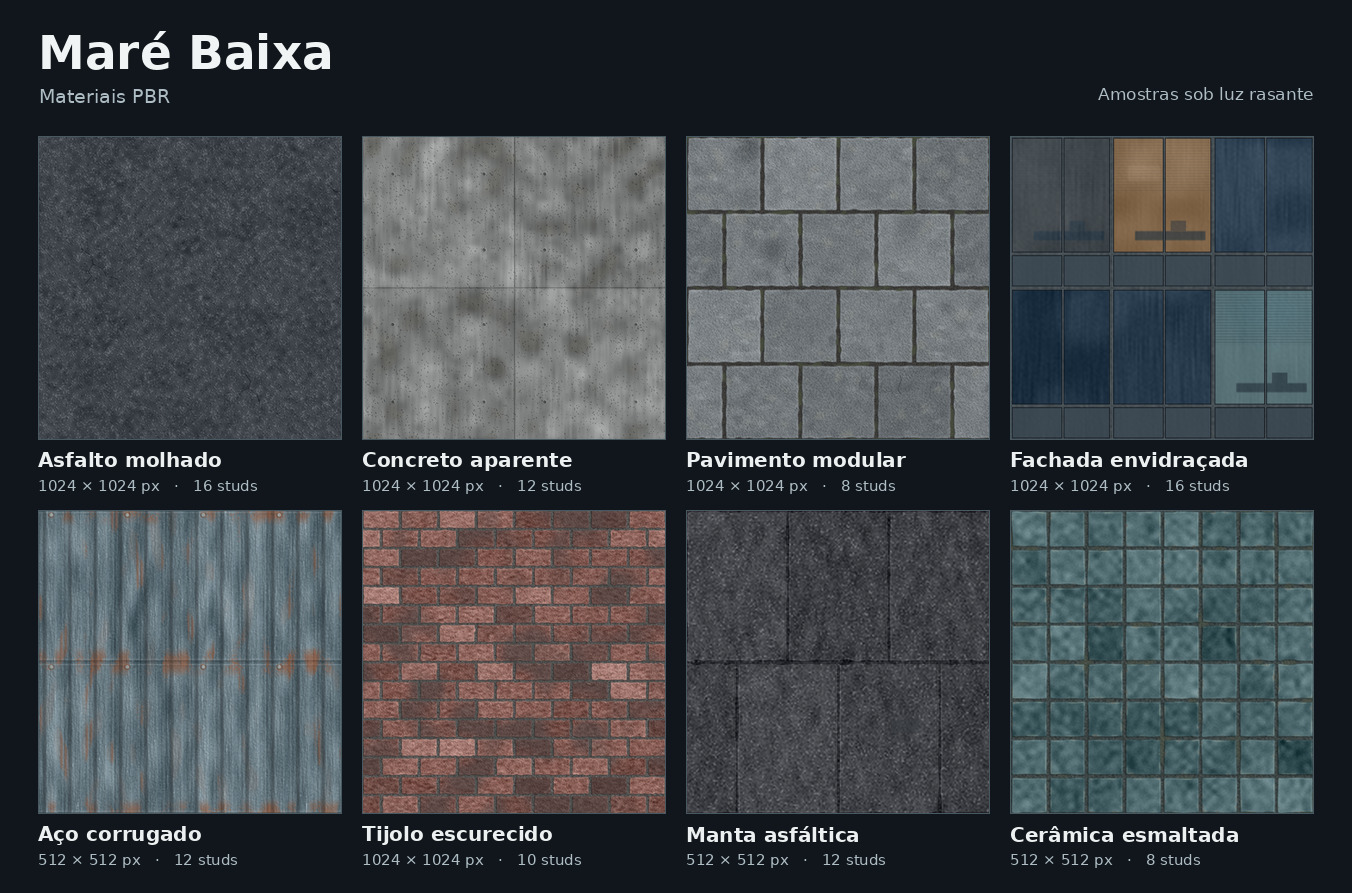 Maré Baixa
Materiais PBR
Amostras sob luz rasante
Asfalto molhado
1024 × 1024 px · 16 studs
Concreto aparente
1024 × 1024 px · 12 studs
Pavimento modular
1024 × 1024 px · 8 studs
Fachada envidraçada
1024 × 1024 px · 16 studs
Aço corrugado
512 × 512 px · 12 studs
Tijolo escurecido
1024 × 1024 px · 10 studs
Manta asfáltica
512 × 512 px · 12 studs
Cerâmica esmaltada
512 × 512 px · 8 studs